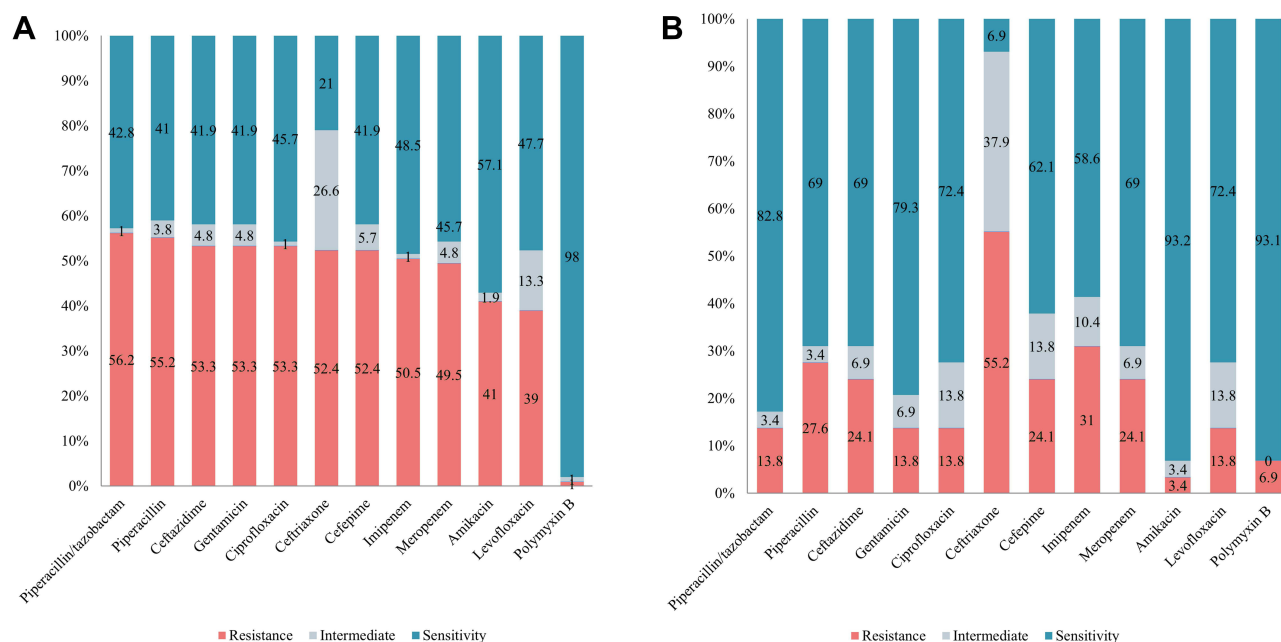 A
100%
90%
80%
70%
60%
50%
40%
30%
20%
10%
0%
42.8 41 41.9 41.9 45.7 21 41.9 48.5 45.7 57.1 47.7 98
1 3.8 4.8 4.8 1 26.6 5.7 1 4.8 1.9 13.3 1
56.2 55.2 53.3 53.3 53.3 52.4 52.4 50.5 49.5 41 39 1
Piperacillin/tazobactam
Piperacillin
Ceftazidime
Gentamicin
Ciprofloxacin
Ceftriaxone
Cefepime
Imipenem
Meropenem
Amikacin
Levofloxacin
Polymyxin B
Resistance Intermediate Sensitivity
B
100%
90%
80%
70%
60%
50%
40%
30%
20%
10%
0%
82.8 69 69 79.3 72.4 6.9 62.1 58.6 69 93.2 72.4 93.1
3.4 3.4 6.9 6.9 13.8 37.9 13.8 10.4 6.9 3.4 13.8 0
13.8 27.6 24.1 13.8 13.8 55.2 24.1 31 24.1 3.4 13.8 6.9
Piperacillin/tazobactam
Piperacillin
Ceftazidime
Gentamicin
Ciprofloxacin
Ceftriaxone
Cefepime
Imipenem
Meropenem
Amikacin
Levofloxacin
Polymyxin B
Resistance Intermediate Sensitivity